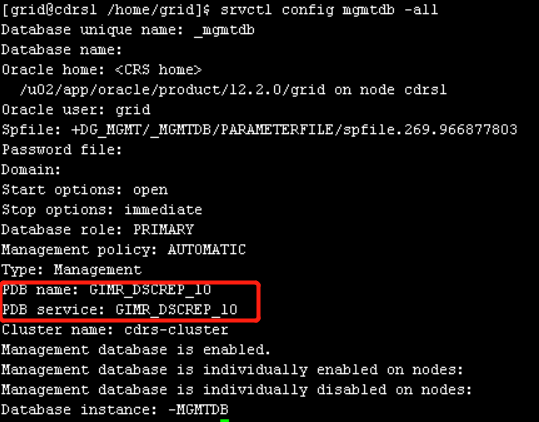 [grid@cdrsl /home/grid]$ srvctl config mgmtdb -all
Database unique name: _mgmtdb
Database name:
Oracle home: <CRS home>
/u02/app/oracle/product/12.2.0/grid on node cdrsl
Oracle user: grid
Spfile: +DG_MGMT/_MGMTDB/PARAMETERFILE/spfile.269.966877803
Password file:
Domain:
Start options: open
Stop options: immediate
Database role: PRIMARY
Management policy: AUTOMATIC
Type: Management
PDB name: GIMR_DSCREP_10
PDB service: GIMR_DSCREP_10
Cluster name: cdrs-cluster
Management database is enabled.
Management database is individually enabled on nodes:
Management database is individually disabled on nodes:
Database instance: -MGMTDB